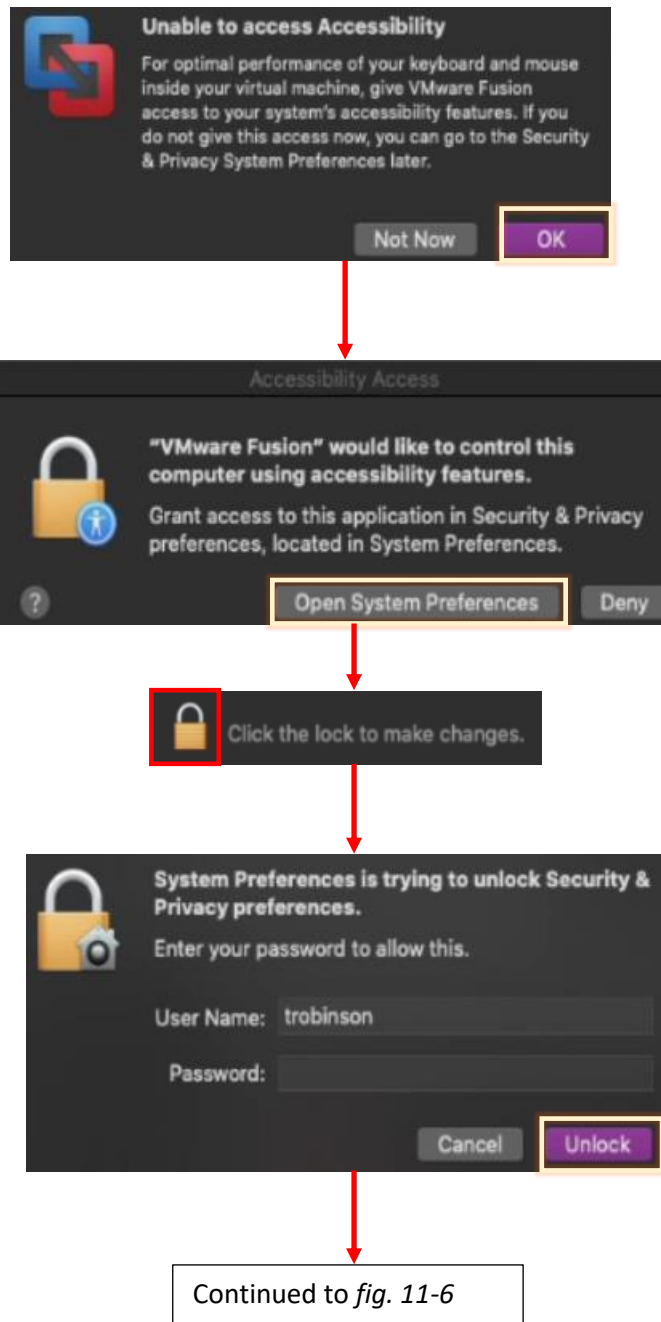 Unable to access Accessibility
For optimal performance of your keyboard and mouse
inside your virtual machine, give VMware Fusion
access to your system's accessibility features. If you
do not give this access now, you can go to the Security
& Privacy System Preferences later.
Not Now OK
Accessibility Access
"VMware Fusion" would like to control this
computer using accessibility features.
Grant access to this application in Security & Privacy
preferences, located in System Preferences.
? Open System Preferences Deny
Click the lock to make changes.
System Preferences is trying to unlock Security &
Privacy preferences.
Enter your password to allow this.
User Name: trobinson
Password:
Cancel Unlock
Continued to fig. 11-6